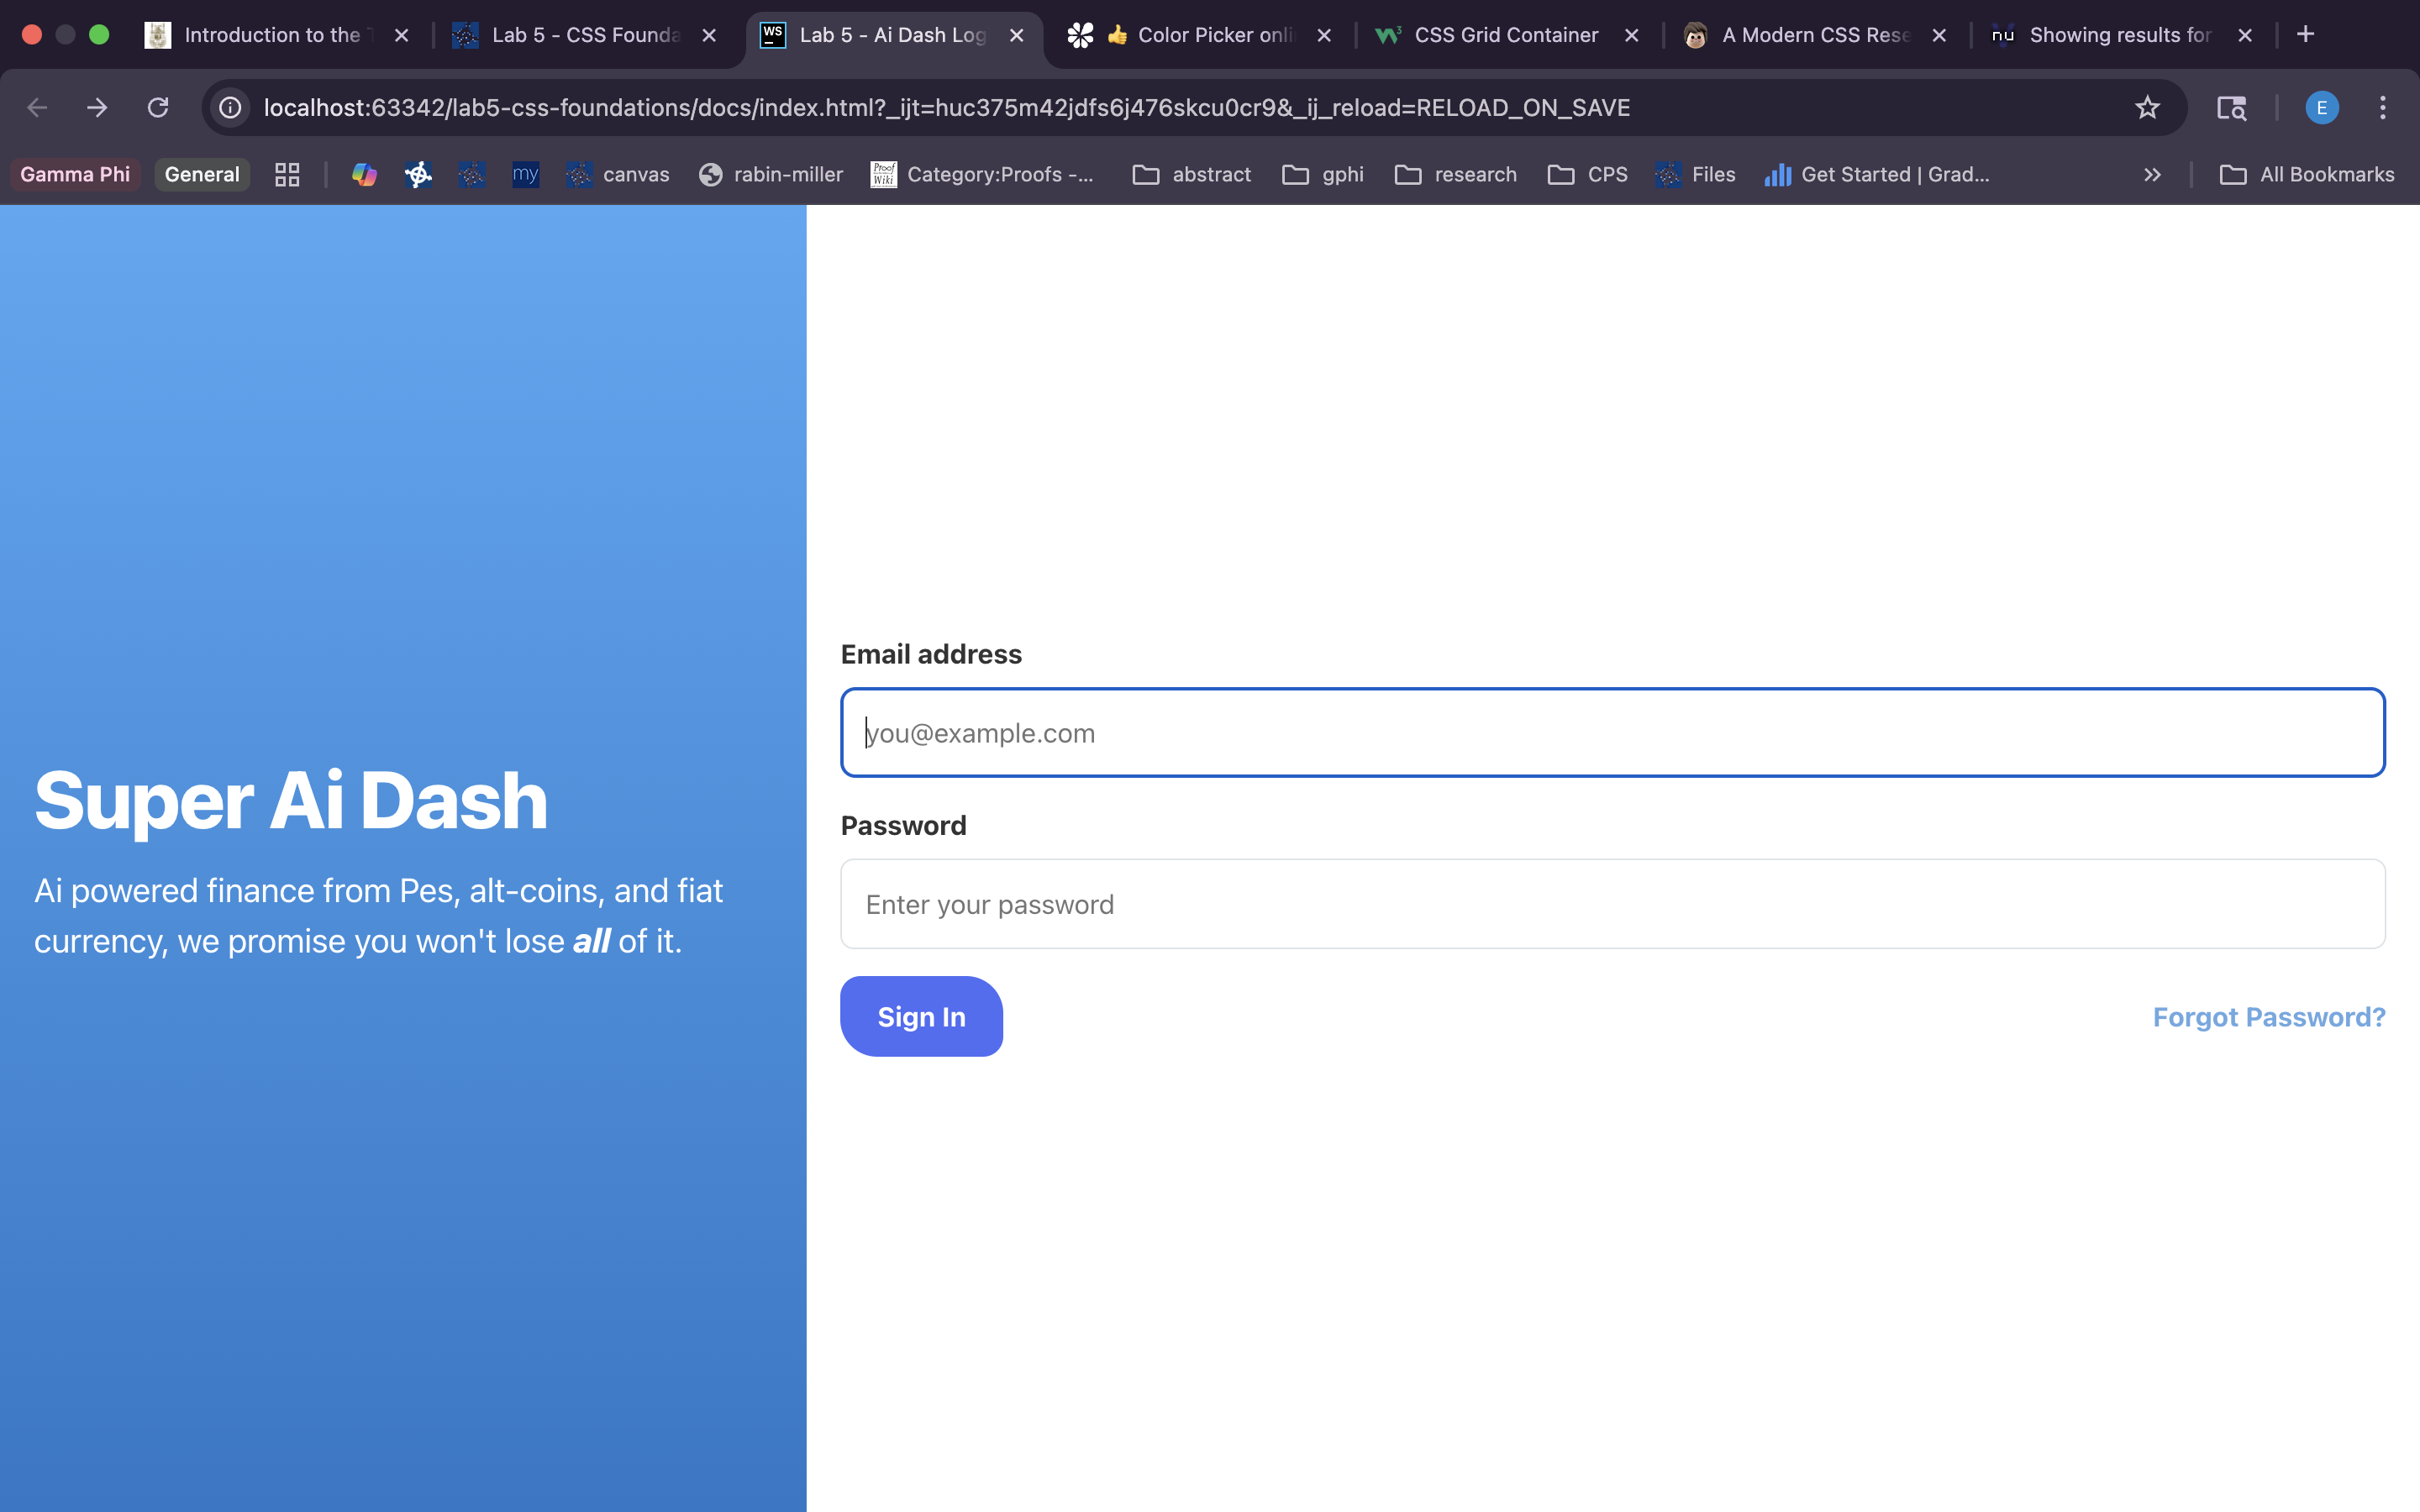 Introduction to the
Lab 5 - CSS Founda
WS
Lab 5 - Ai Dash Log
👍 Color Picker onli
CSS Grid Container
A Modern CSS Rese
nu
Showing results for
localhost:63342/lab5-css-foundations/docs/index.html?_ijt=huc375m42jdfs6j476skcu0cr9&_ij_reload=RELOAD_ON_SAVE
E
Gamma Phi
General
my
canvas
rabin-miller
Proof Wiki
Category:Proofs -...
abstract
gphi
research
CPS
Files
Get Started | Grad...
All Bookmarks
Super Ai Dash
Ai powered finance from Pes, alt-coins, and fiat
currency, we promise you won't lose all of it.
Email address
you@example.com
Password
Enter your password
Sign In
Forgot Password?